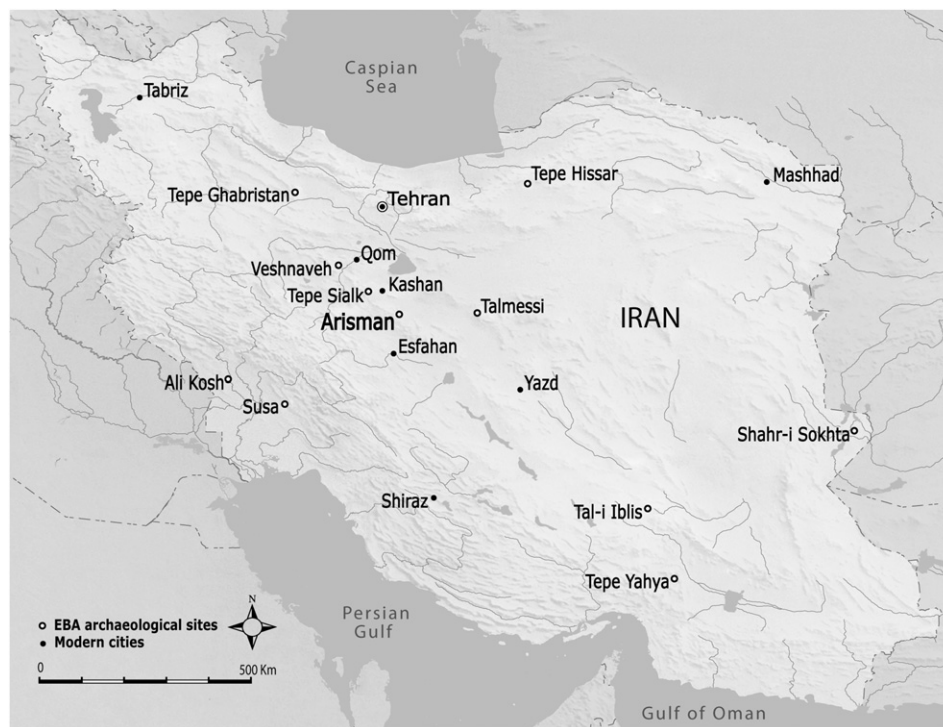 Caspian
Sea
Tabriz
Tepe Hissar
Mashhad
Tepe Ghabristan
Tehran
Qom
Veshnaveh
Tepe Sialk
Kashan
Talmessi
Arisman
IRAN
Esfahan
Ali Kosh
Yazd
Susa
Shahr-i Sokhta
Shiraz
Tal-i Iblis
Tepe Yahya
Persian
Gulf
N
EBA archaeological sites
Modern cities
0
500 Km
Gulf of Oman